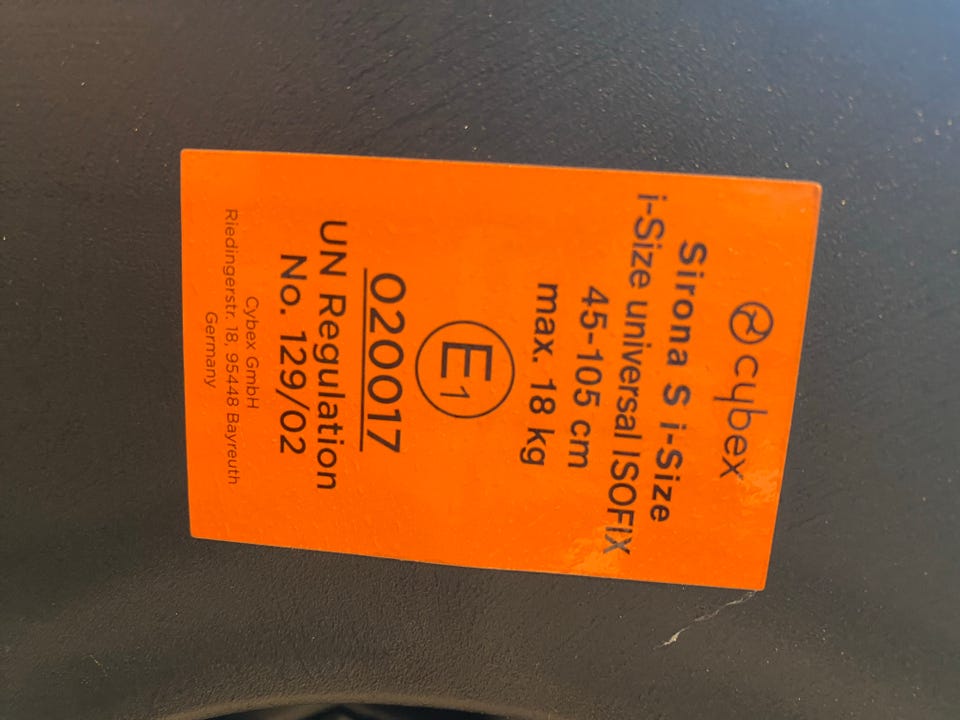 cybex
Sirona S i-Size
i-Size universal ISOFIX
45-105 cm
max. 18 kg
E1
020017
UN Regulation
No. 129/02
Cybex GmbH
Riedingerstr. 18, 95448 Bayreuth
Germany